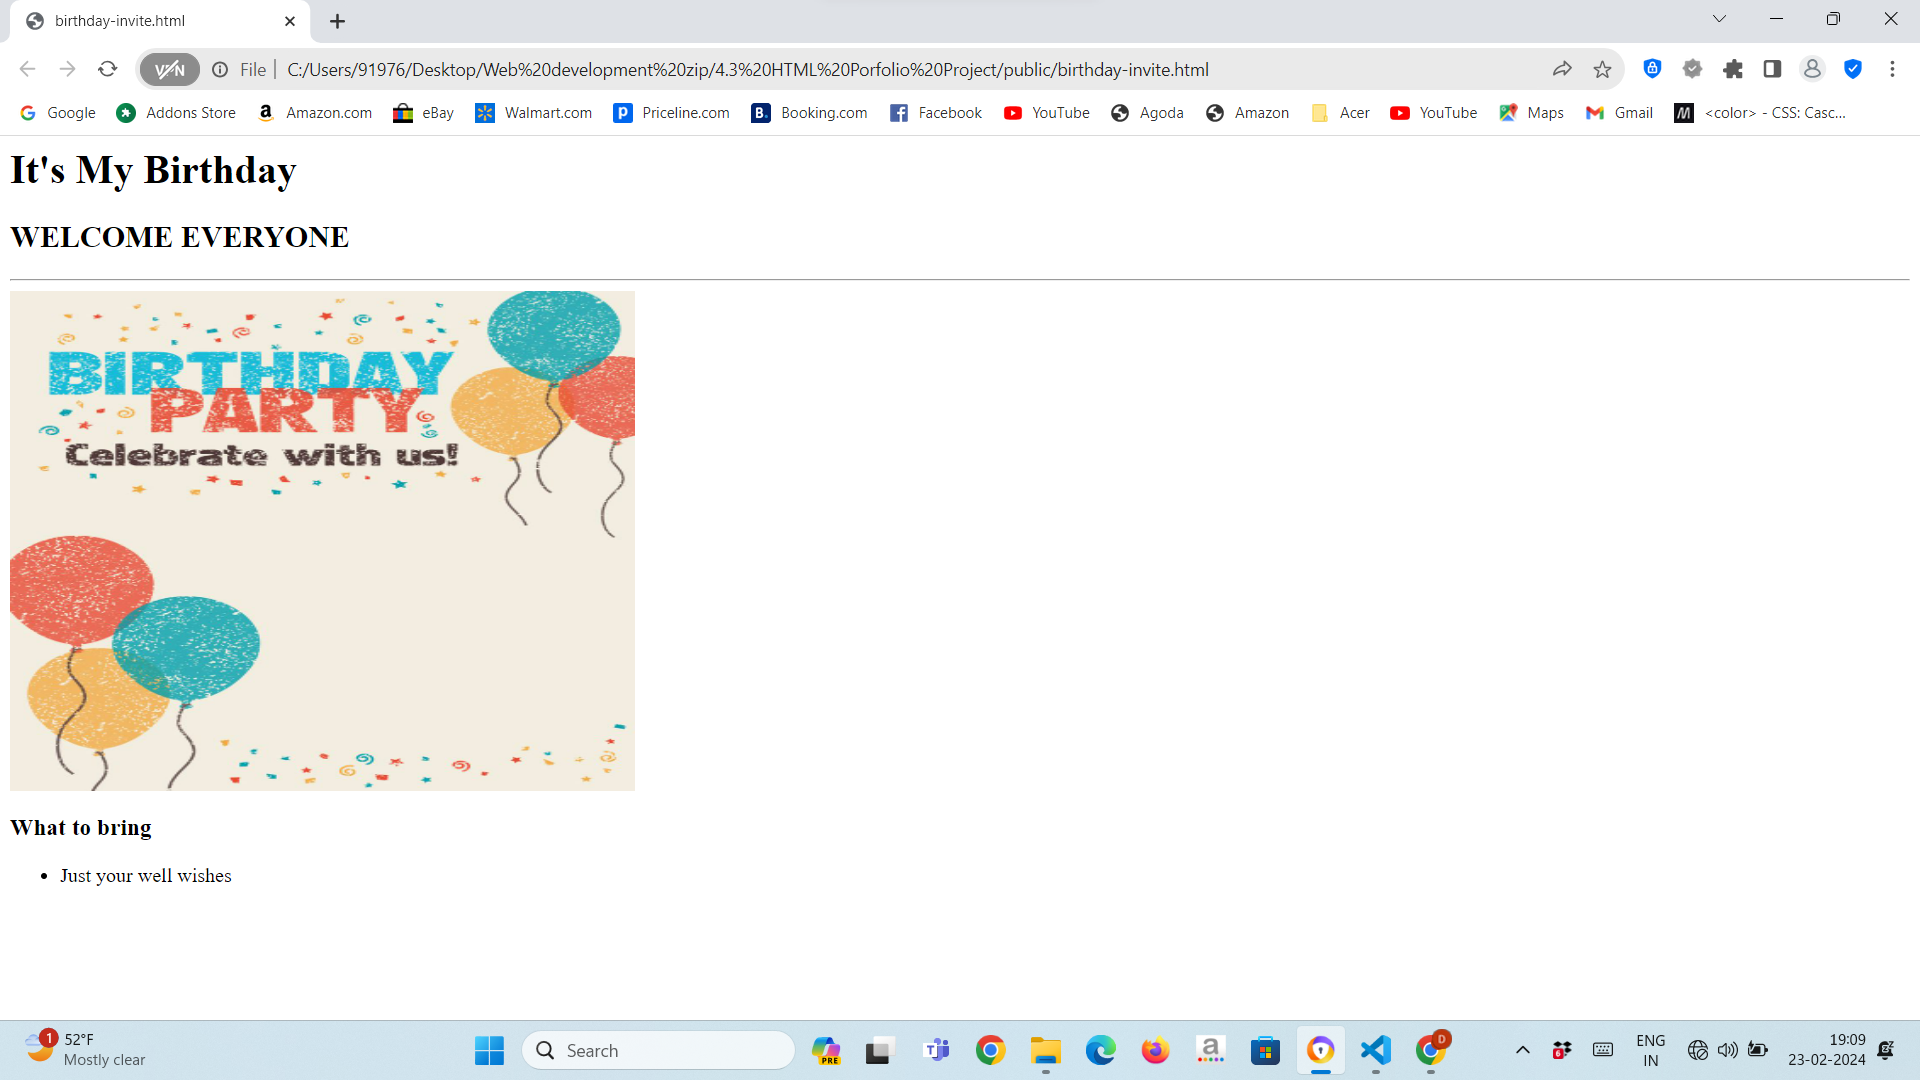 birthday-invite.html
VPN File C:/Users/91976/Desktop/Web%20development%20zip/4.3%20HTML%20Porfolio%20Project/public/birthday-invite.html
Google Addons Store Amazon.com eBay Walmart.com Priceline.com Booking.com Facebook YouTube Agoda Amazon Acer YouTube Maps Gmail <color> - CSS: Casc...
It's My Birthday
WELCOME EVERYONE
BIRTHDAY
PARTY
Celebrate with us!
What to bring
• Just your well wishes
1 52°F
Mostly clear
Search
PRE
D
6
ENG
IN
19:09
23-02-2024